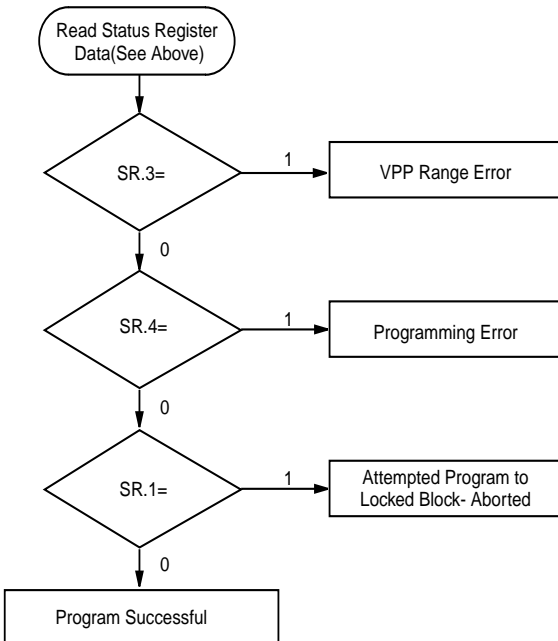 Read Status Register
Data(See Above)
SR.3=
1
VPP Range Error
0
SR.4=
1
Programming Error
0
SR.1=
1
Attempted Program to
Locked Block- Aborted
0
Program Successful